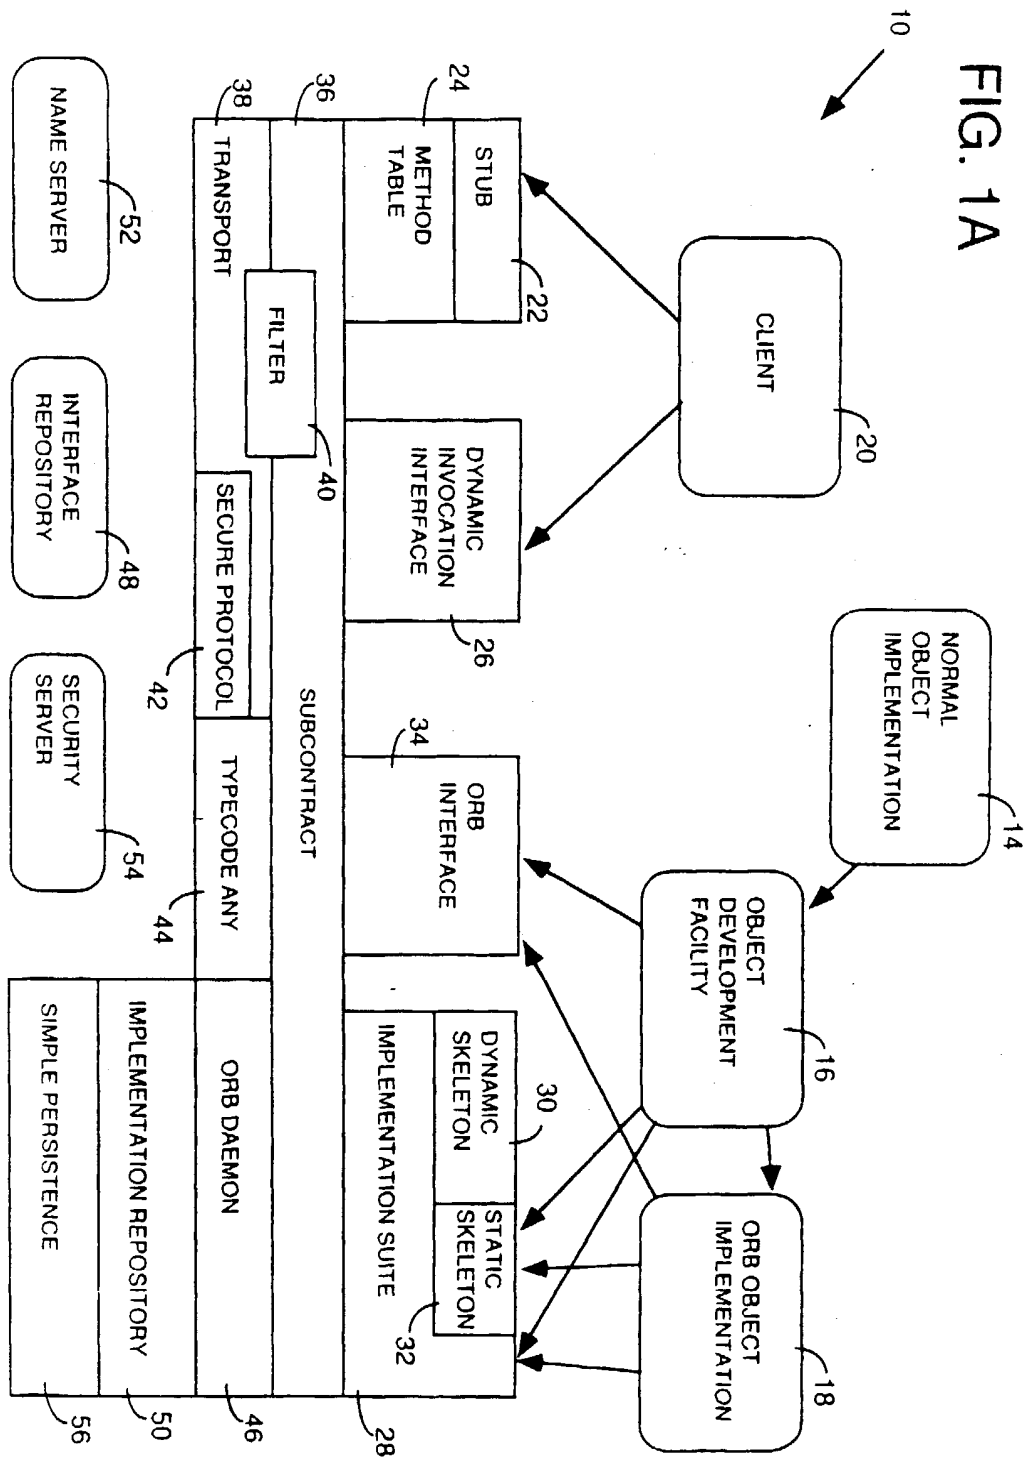 FIG. 1A
10
CLIENT
20
NORMAL
OBJECT
IMPLEMENTATION
14
OBJECT
DEVELOPMENT
FACILITY
16
ORB OBJECT
IMPLEMENTATION
18
STUB
22
24
METHOD
TABLE
DYNAMIC
INVOCATION
INTERFACE
26
34
ORB
INTERFACE
DYNAMIC
SKELETON
30
STATIC
SKELETON
32
IMPLEMENTATION SUITE
28
36
SUBCONTRACT
FILTER
40
38
TRANSPORT
SECURE PROTOCOL
42
TYPECODE ANY
44
ORB DAEMON
46
IMPLEMENTATION REPOSITORY
50
SIMPLE PERSISTENCE
56
NAME SERVER
52
INTERFACE
REPOSITORY
48
SECURITY
SERVER
54